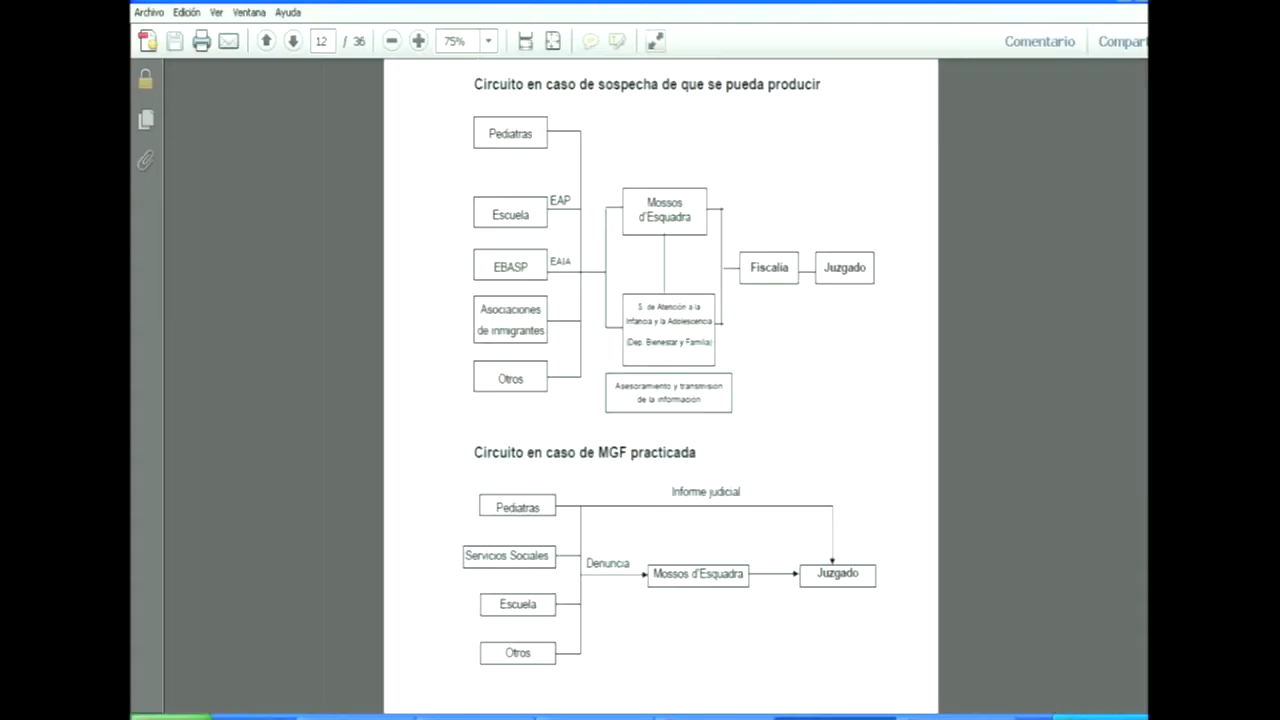 Archivo Edición Ver Ventana Ayuda
12 / 36 75% Comentario Compart
Circuito en caso de sospecha de que se pueda producir
Pediatras
Escuela
EAP
EBASP
EAIA
Asociaciones
de inmigrantes
Otros
Mossos
d'Esquadra
S. de Atención a la
Infancia y la Adolescencia
(Dep. Bienestar y Familia)
Asesoramiento y transmisión
de la información
Fiscalía
Juzgado
Circuito en caso de MGF practicada
Pediatras
Informe judicial
Servicios Sociales
Denuncia
Mossos d'Esquadra
Juzgado
Escuela
Otros